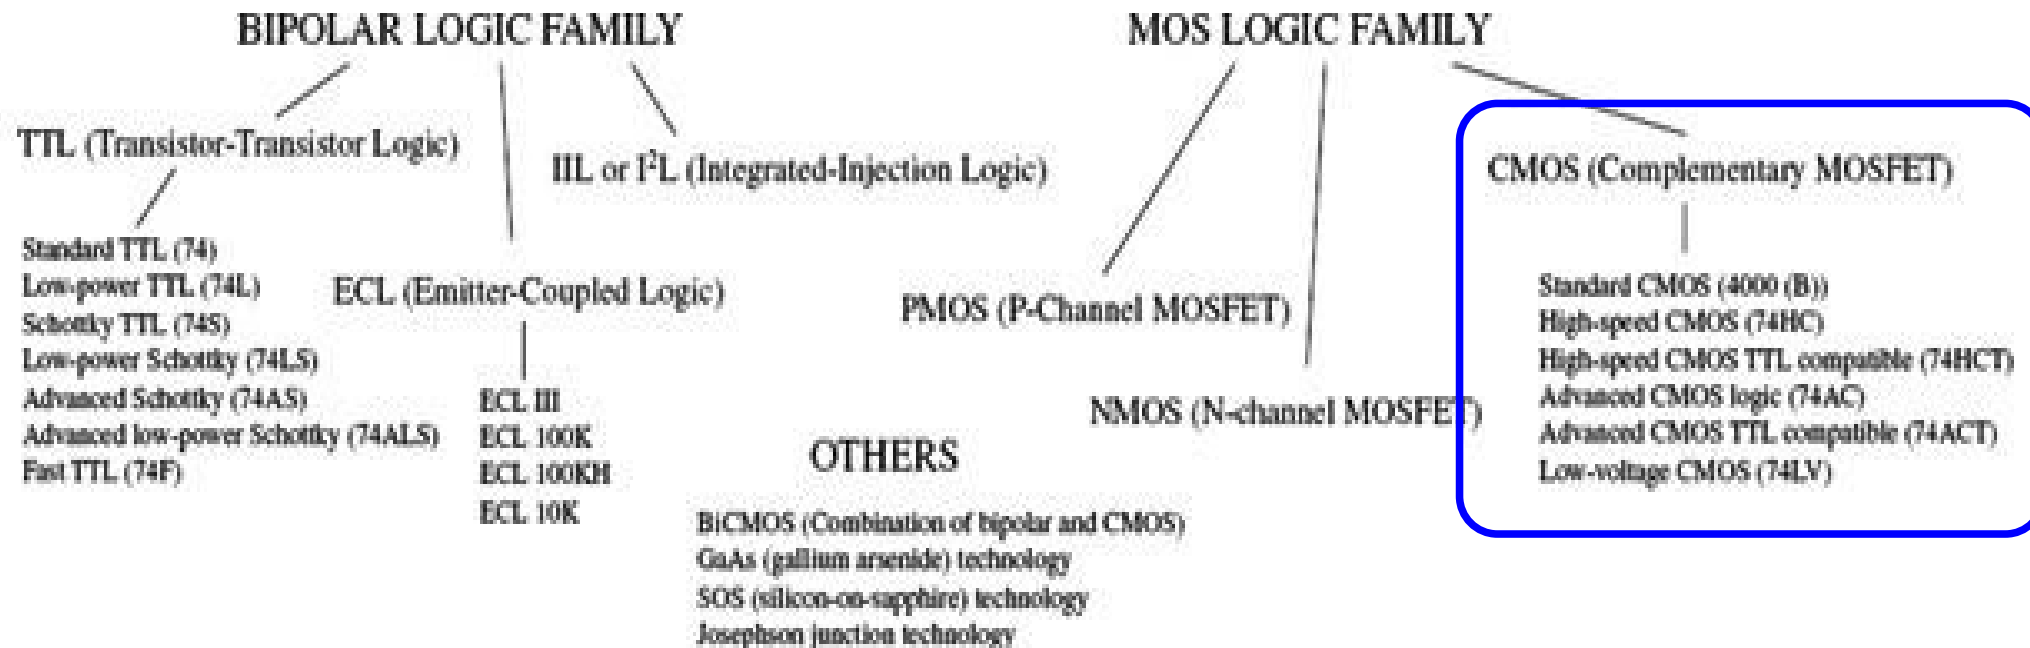 BIPOLAR LOGIC FAMILY
TTL (Transistor-Transistor Logic)
Standard TTL (74)
Low-power TTL (74L)
Schottky TTL (74S)
Low-power Schottky (74LS)
Advanced Schottky (74AS)
Advanced low-power Schottky (74ALS)
Fast TTL (74F)
IIL or I²L (Integrated-Injection Logic)
ECL (Emitter-Coupled Logic)
ECL III
ECL 100K
ECL 100KH
ECL 10K
MOS LOGIC FAMILY
PMOS (P-Channel MOSFET)
NMOS (N-channel MOSFET)
CMOS (Complementary MOSFET)
Standard CMOS (4000 (B))
High-speed CMOS (74HC)
High-speed CMOS TTL compatible (74HCT)
Advanced CMOS logic (74AC)
Advanced CMOS TTL compatible (74ACT)
Low-voltage CMOS (74LV)
OTHERS
BiCMOS (Combination of bipolar and CMOS)
GaAs (gallium arsenide) technology
SOS (silicon-on-sapphire) technology
Josephson junction technology